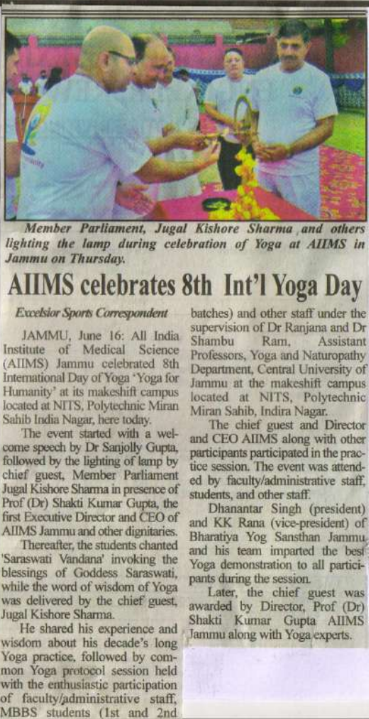 Member Parliament, Jugal Kishore Sharma and others
lighting the lamp during celebration of Yoga at AIIMS in
Jammu on Thursday.
AIIMS celebrates 8th Int'l Yoga Day
Excelsior Sports Correspondent
JAMMU, June 16: All India
Institute of Medical Science
(AIIMS) Jammu celebrated 8th
International Day of Yoga 'Yoga for
Humanity' at its makeshift campus
located at NITS, Polytechnic Miran
Sahib India Nagar, here today.
The event started with a wel-
come speech by Dr Sanjolly Gupta,
followed by the lighting of lamp by
chief guest, Member Parliament
Jugal Kishore Sharma in presence of
Prof (Dr) Shakti Kumar Gupta, the
first Executive Director and CEO of
AIIMS Jammu and other dignitaries.
Thereafter, the students chanted
'Saraswati Vandana' invoking the
blessings of Goddess Saraswati,
while the word of wisdom of Yoga
was delivered by the chief guest,
Jugal Kishore Sharma.
He shared his experience and
wisdom about his decade's long
Yoga practice, followed by com-
mon Yoga protocol session held
with the enthusiastic participation
of faculty/administrative staff,
MBBS students (1st and 2nd
batches) and other staff under the
supervision of Dr Ranjana and Dr
Shambu Ram, Assistant
Professors, Yoga and Naturopathy
Department, Central University of
Jammu at the makeshift campus
located at NITS, Polytechnic
Miran Sahib, Indira Nagar.
The chief guest and Director
and CEO AIIMS along with other
participants participated in the prac-
tice session. The event was attend-
ed by faculty/administrative staff,
students, and other staff.
Dhanantar Singh (president)
and KK Rana (vice-president) of
Bharatiya Yog Sansthan Jammu
and his team imparted the best
Yoga demonstration to all partici-
pants during the session.
Later, the chief guest was
awarded by Director, Prof (Dr)
Shakti Kumar Gupta AIIMS
Jammu along with Yoga experts.